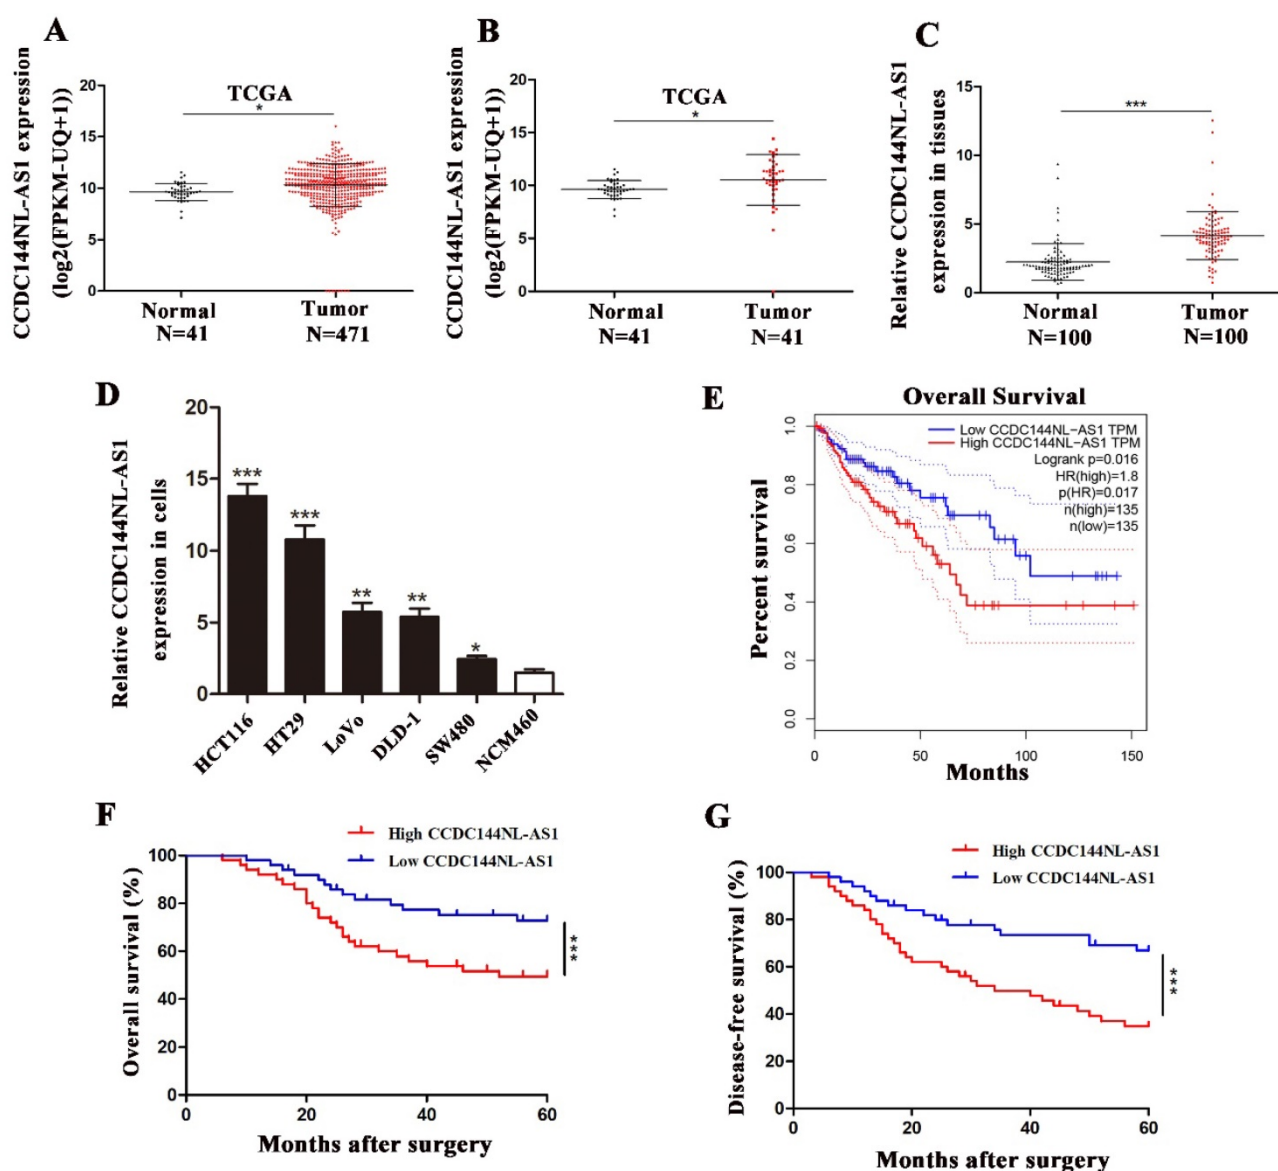 A
CCDC144NL-AS1 expression
(log2(FPKM-UQ+1))
TCGA
*
20
15
10
5
0
Normal
N=41
Tumor
N=471
B
CCDC144NL-AS1 expression
(log2(FPKM-UQ+1))
TCGA
*
20
15
10
5
0
Normal
N=41
Tumor
N=41
C
Relative CCDC144NL-AS1
expression in tissues
***
15
10
5
0
Normal
N=100
Tumor
N=100
D
Relative CCDC144NL-AS1
expression in cells
20
15
10
5
0
***
***
**
**
*
HCT116
HT29
LoVo
DLD-1
SW480
NCM460
E
Overall Survival
Percent survival
1.0
0.8
0.6
0.4
0.2
0.0
Low CCDC144NL-AS1 TPM
High CCDC144NL-AS1 TPM
Logrank p=0.016
HR(high)=1.8
p(HR)=0.017
n(high)=135
n(low)=135
0 50 100 150
Months
F
High CCDC144NL-AS1
Low CCDC144NL-AS1
Overall survival (%)
100
80
60
40
20
0
***
0 20 40 60
Months after surgery
G
High CCDC144NL-AS1
Low CCDC144NL-AS1
Disease-free survival (%)
100
80
60
40
20
0
***
0 20 40 60
Months after surgery